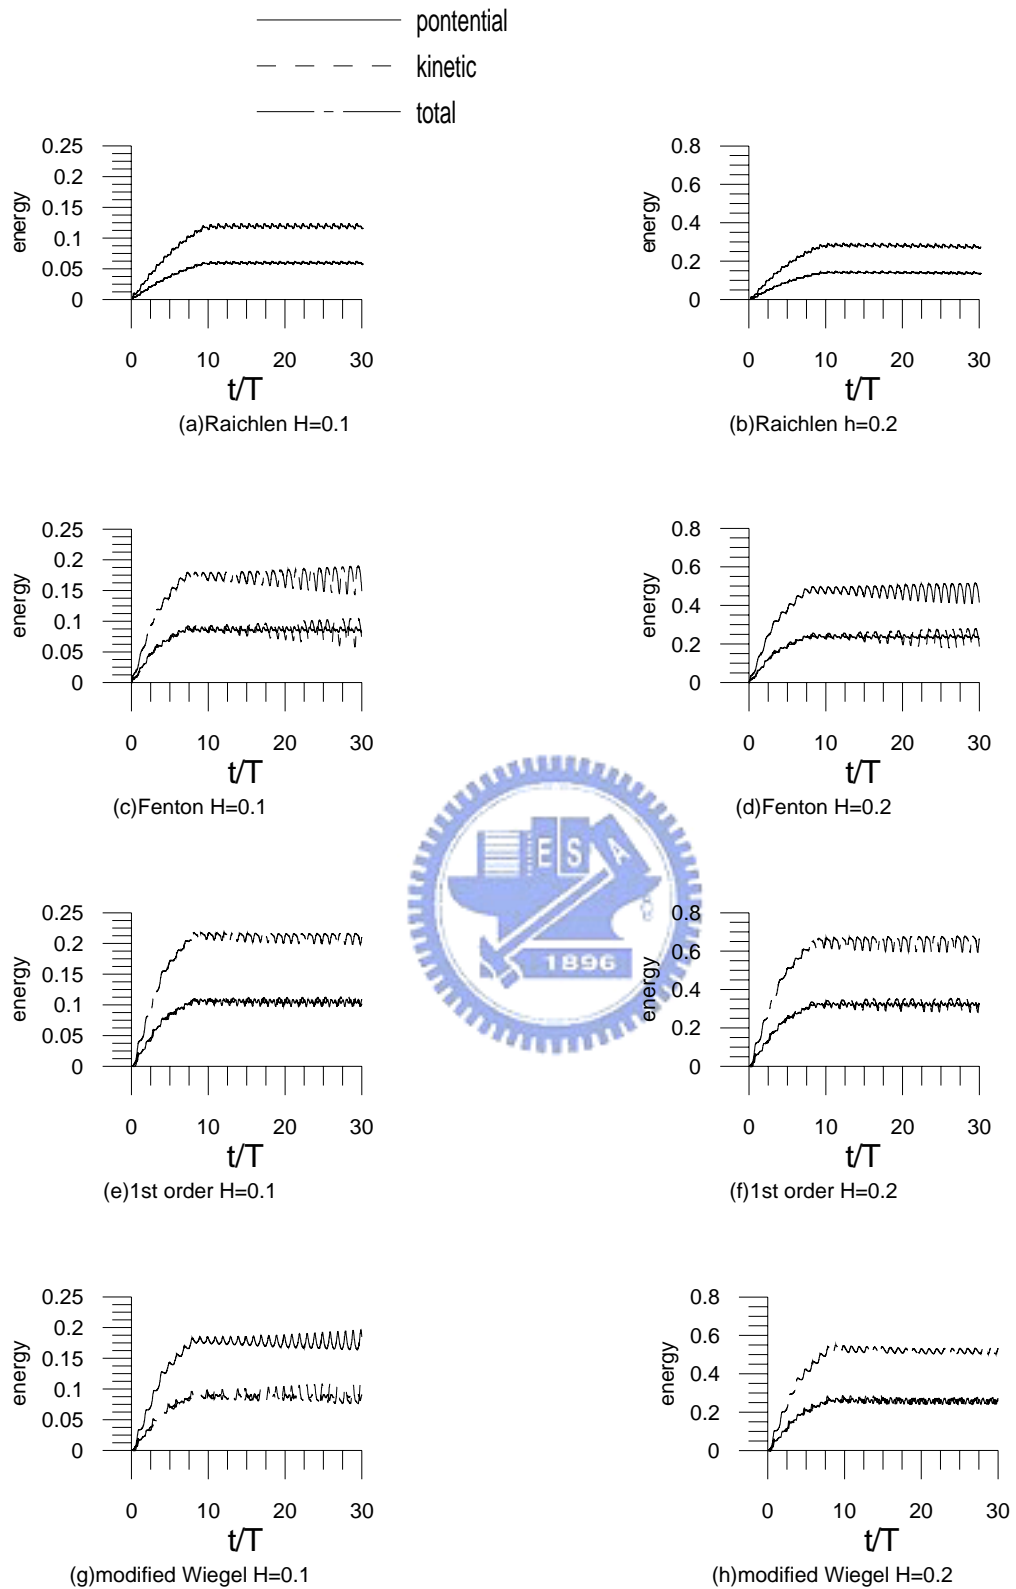 pontential
kinetic
total
0.25
0.2
0.15
0.1
0.05
0
energy
0 10 20 30
t/T
(a)Raichlen H=0.1
0.8
0.6
0.4
0.2
0
energy
0 10 20 30
t/T
(b)Raichlen h=0.2
0.25
0.2
0.15
0.1
0.05
0
energy
0 10 20 30
t/T
(c)Fenton H=0.1
0.8
0.6
0.4
0.2
0
energy
0 10 20 30
t/T
(d)Fenton H=0.2
E S A
1896
0.25
0.2
0.15
0.1
0.05
0
energy
0 10 20 30
t/T
(e)1st order H=0.1
0.8
0.6
0.4
0.2
0
energy
0 10 20 30
t/T
(f)1st order H=0.2
0.25
0.2
0.15
0.1
0.05
0
energy
0 10 20 30
t/T
(g)modified Wiegel H=0.1
0.8
0.6
0.4
0.2
0
energy
0 10 20 30
t/T
(h)modified Wiegel H=0.2